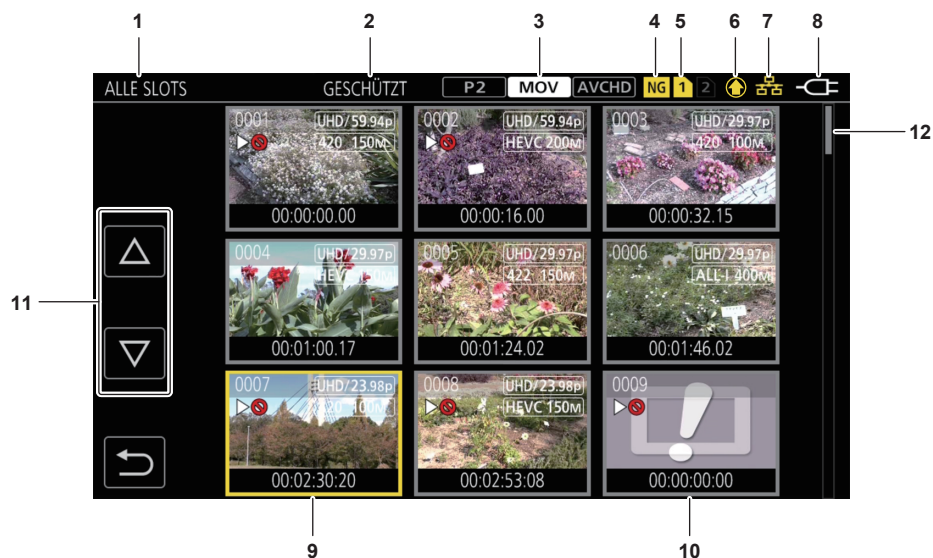 1 2 3 4 5 6 7 8
ALLE SLOTS GESCHÜTZT P2 MOV AVCHD NG 1 2
12
0001 UHD/59.94p 0002 UHD/59.94p 0003 UHD/29.97p
420 150M HEVC 200M 420 100M
00:00:00.00 00:00:16.00 00:00:32.15
11
0004 UHD/29.97p 0005 UHD/29.97p 0006 UHD/29.97p
422 150M ALL-I 400M
00:01:00.17 00:01:24.02 00:01:46.02
0007 UHD/23.98p 0008 UHD/23.98p 0009
420 100M HEVC 150M
00:02:30:20 00:02:53:08 00:00:00:00
9 10